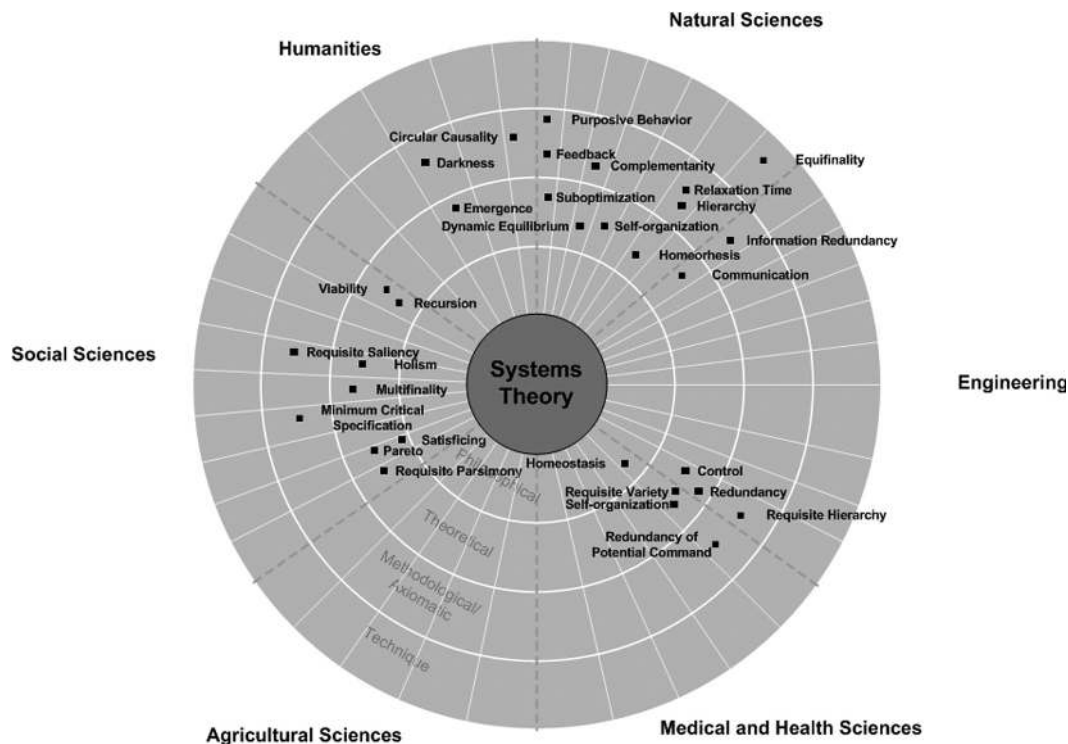 Natural Sciences
Humanities
Purposive Behavior
Circular Causality
Feedback
Darkness
Complementarity
Equifinality
Relaxation Time
Suboptimization
Hierarchy
Emergence
Dynamic Equilibrium
Self-organization
Information Redundancy
Homeorhesis
Communication
Viability
Recursion
Social Sciences
Requisite Saliency
Holism
Systems
Theory
Engineering
Multifinality
Minimum Critical
Specification
Satisficing
Pareto
Requisito Parsimony
Philosophical
Homeostasis
Control
Requisite Variety
Redundancy
Self-organization
Requisite Hierarchy
Theoretical
Redundancy of
Potential Command
Methodological/
Axiomatic
Technique
Agricultural Sciences
Medical and Health Sciences